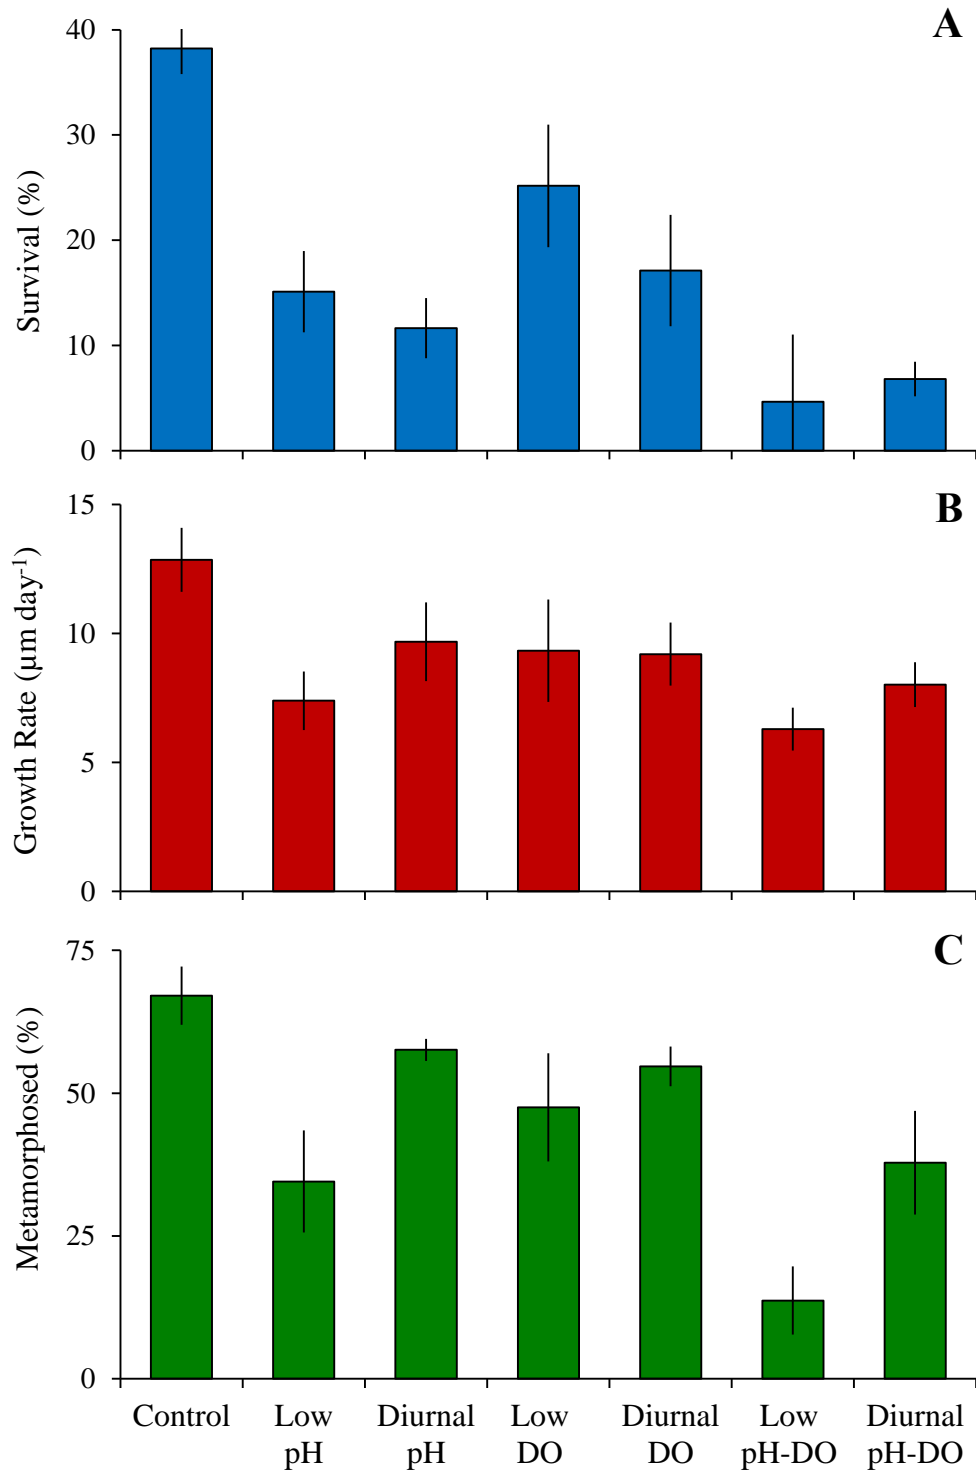 A
40
30
20
10
0
Survival (%)
B
15
10
5
0
Growth Rate (µm day⁻¹)
C
75
50
25
0
Metamorphosed (%)
Control
Low
pH
Diurnal
pH
Low
DO
Diurnal
DO
Low
pH-DO
Diurnal
pH-DO